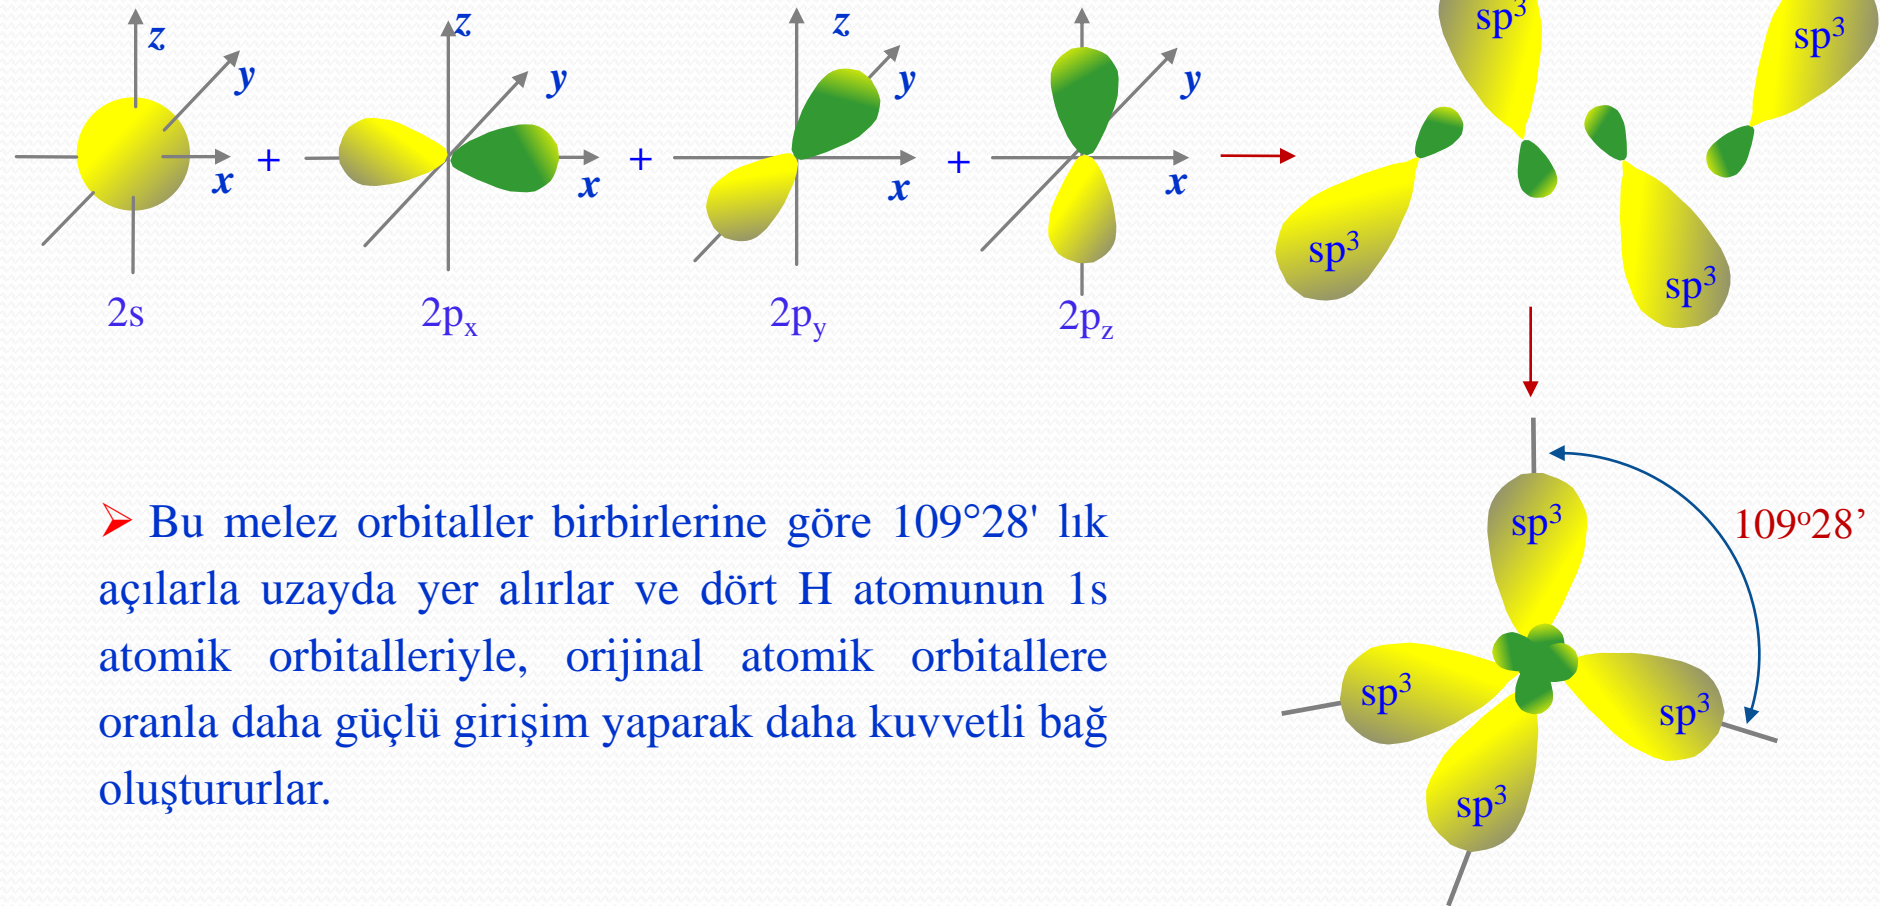 z
y
x
+
z
y
x
+
z
y
x
+
y
x
2s
2pₓ
2p_y
2p_z
sp³
sp³
sp³
sp³
➢ Bu melez orbitaller birbirlerine göre 109°28' lık
açılarla uzayda yer alırlar ve dört H atomunun 1s
atomik orbitalleriyle, orijinal atomik orbitallere
oranla daha güçlü girişim yaparak daha kuvvetli bağ
oluştururlar.
sp³
109º28’
sp³
sp³
sp³